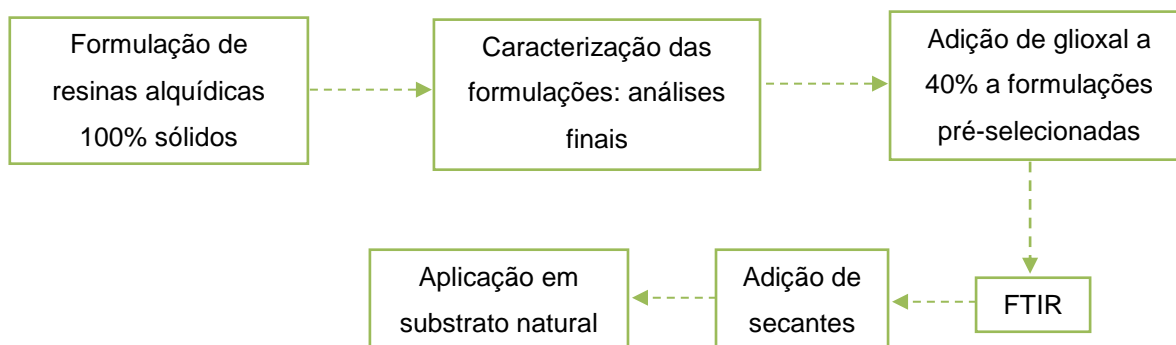 Formulação de
resinas alquídicas
100% sólidos
Caracterização das
formulações: análises
finais
Adição de glioxal a
40% a formulações
pré-selecionadas
FTIR
Adição de
secantes
Aplicação em
substrato natural